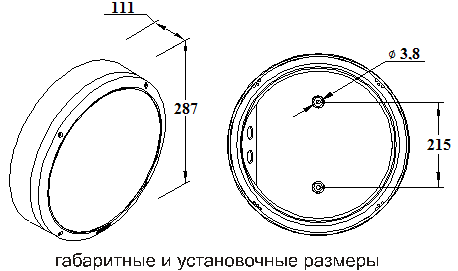 111
ø 3.8
287
215
габаритные и установочные размеры